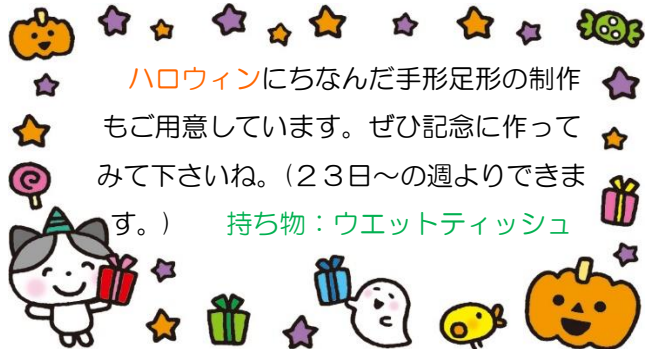 ハロウィンにちなんだ手形足形の制作
もご用意しています。ぜひ記念に作って
みて下さいね。(23日~の週よりできま
す。) 持ち物:ウエットティッシュ